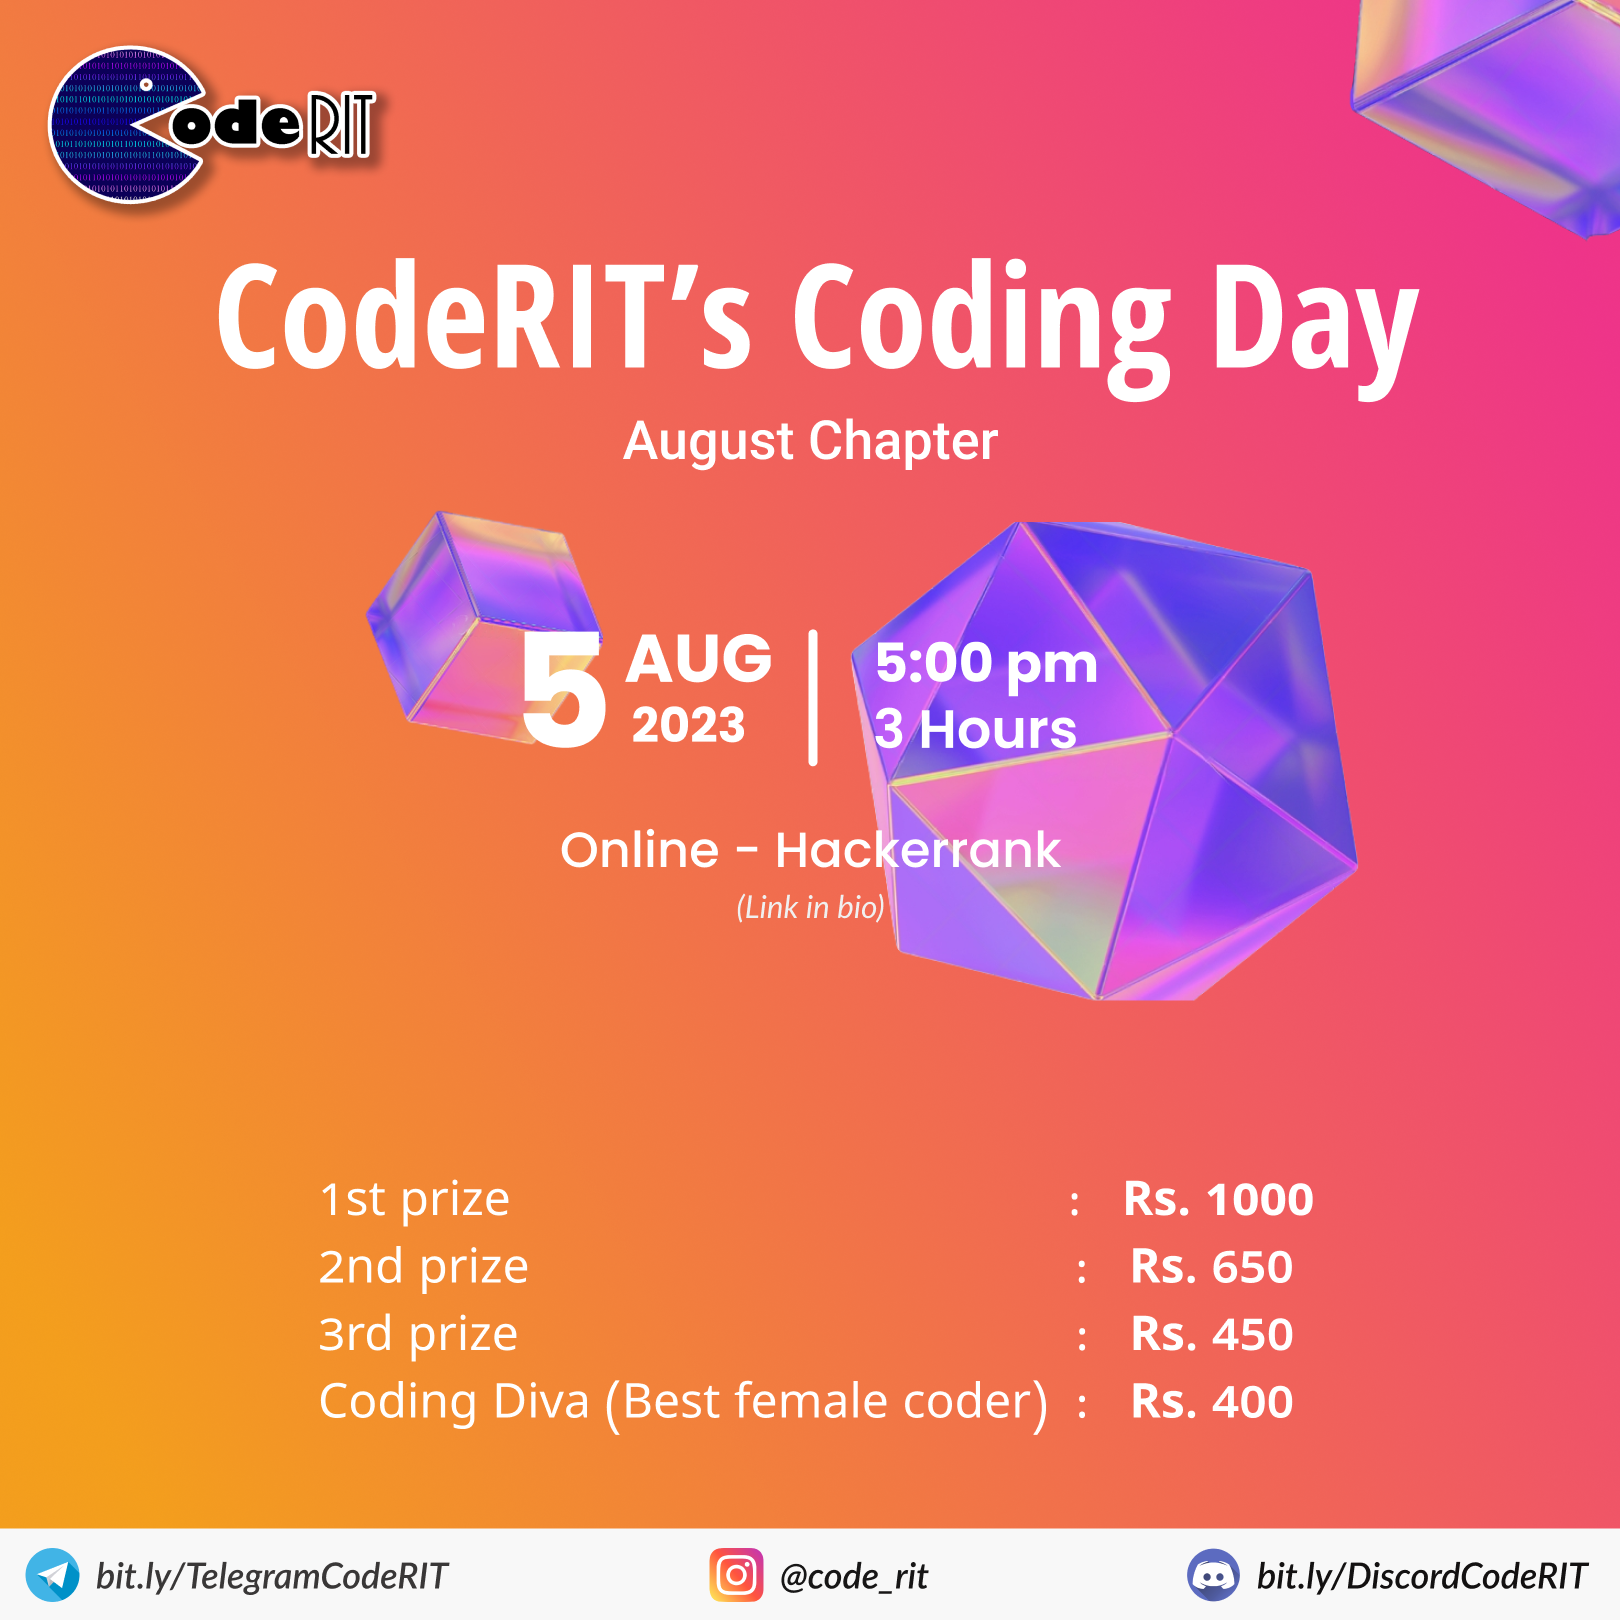 CodeRIT
CodeRIT’s Coding Day
August Chapter
5 AUG 2023 | 5:00 pm
3 Hours
Online - Hackerrank
(Link in bio)
1st prize : Rs. 1000
2nd prize : Rs. 650
3rd prize : Rs. 450
Coding Diva (Best female coder) : Rs. 400
bit.ly/TelegramCodeRIT @code_rit bit.ly/DiscordCodeRIT